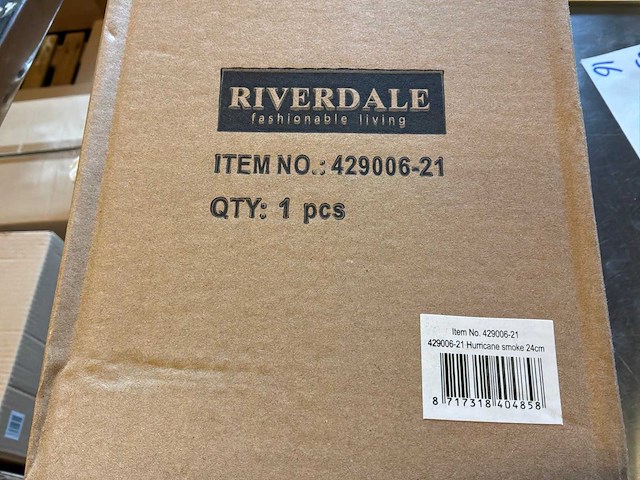 RIVERDALE
fashionable living
ITEM NO.: 429006-21
QTY: 1 pcs
Item No. 429006-21
429006-21 Hurricane smoke 24cm
8 717318 404858